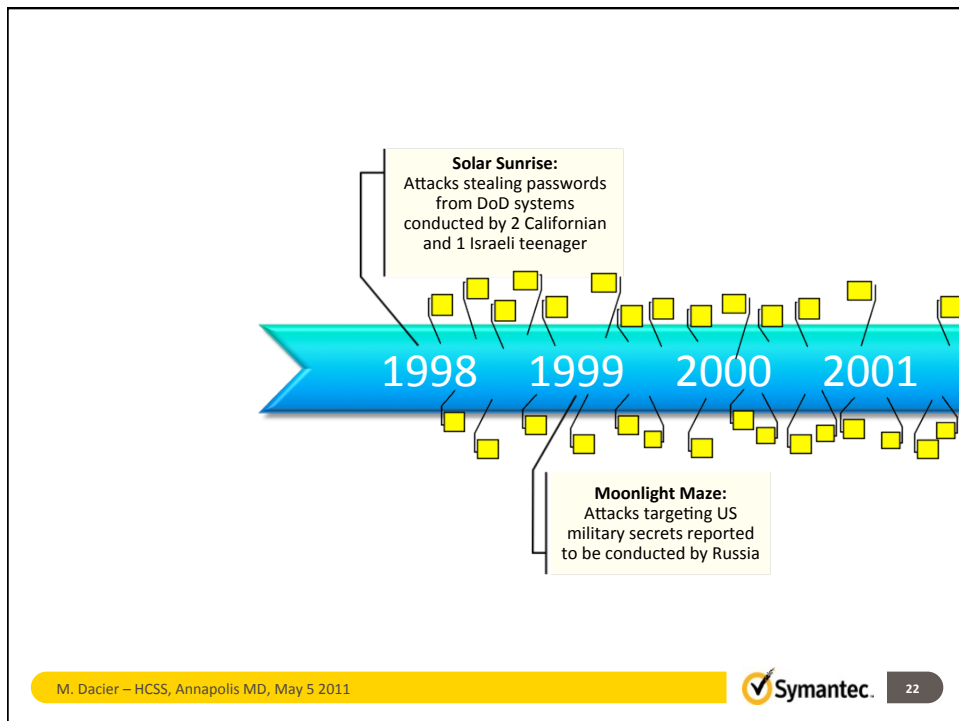 Solar Sunrise:
Attacks stealing passwords
from DoD systems
conducted by 2 Californian
and 1 Israeli teenager
1998 1999 2000 2001
Moonlight Maze:
Attacks targeting US
military secrets reported
to be conducted by Russia
M. Dacier – HCSS, Annapolis MD, May 5 2011
Symantec.
22